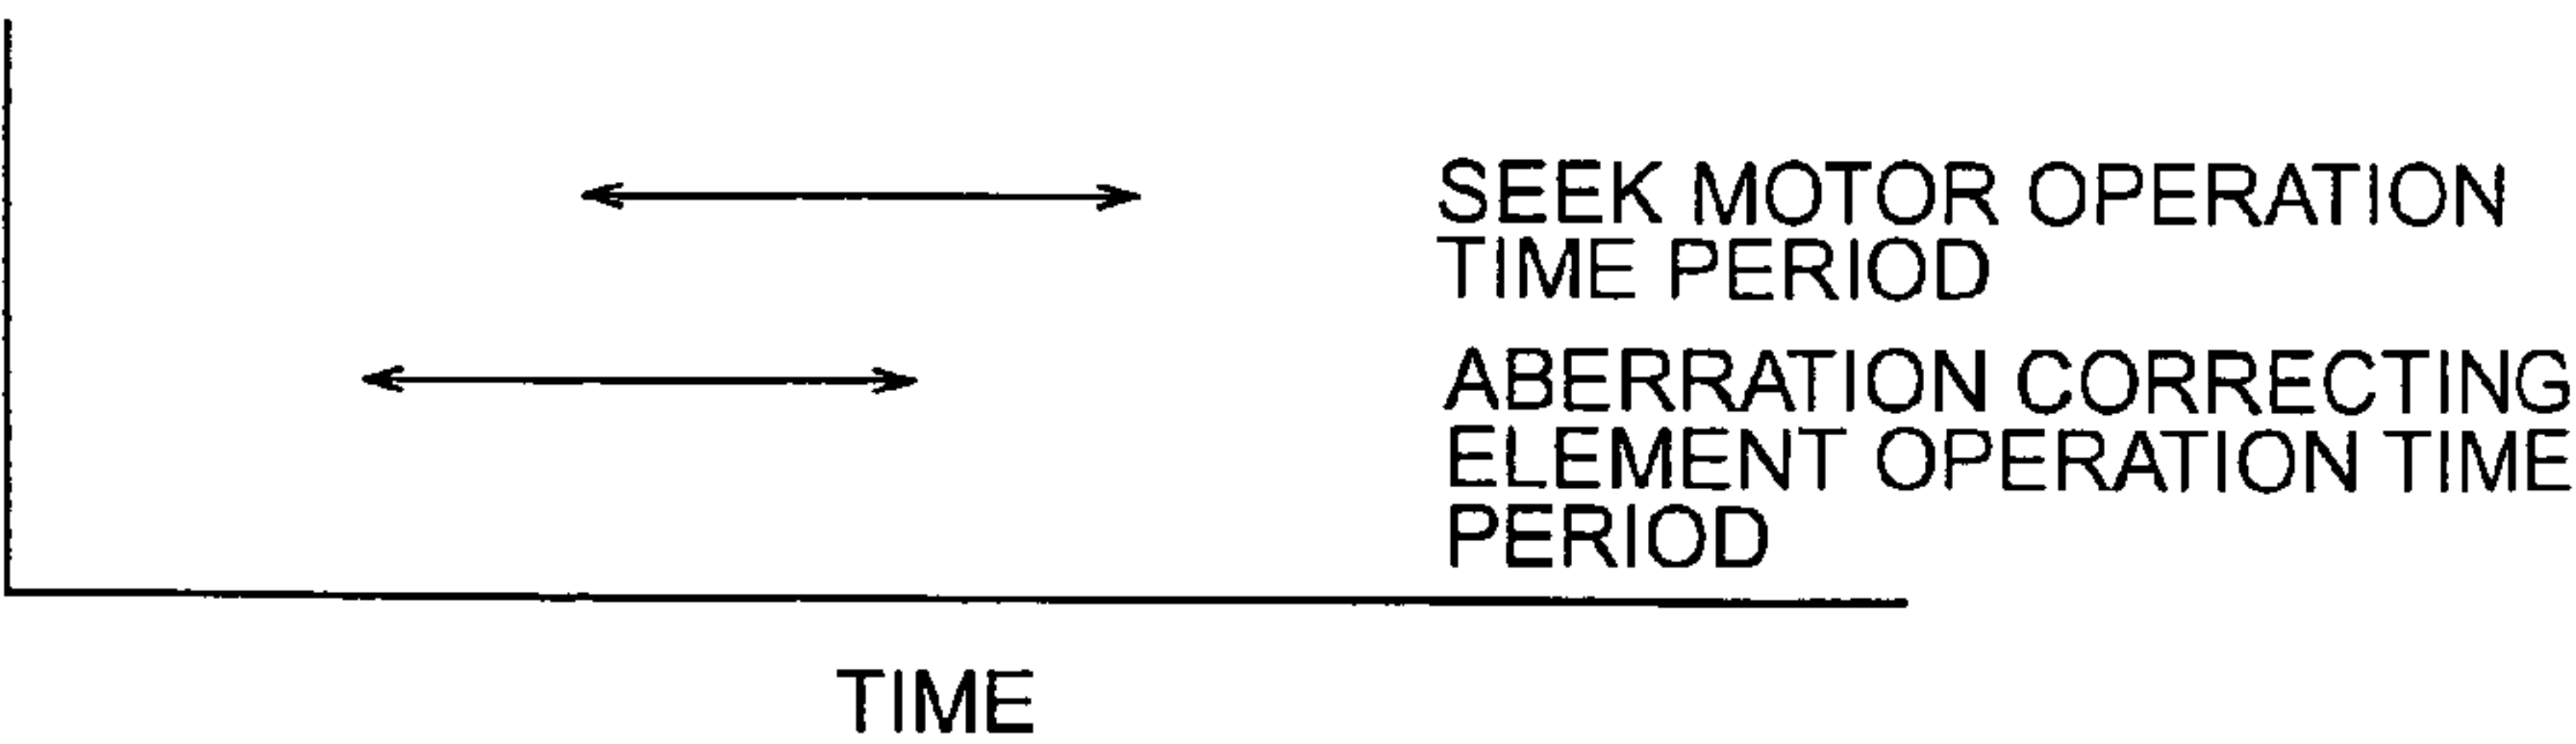 SEEK MOTOR OPERATION
TIME PERIOD
ABERRATION CORRECTING
ELEMENT OPERATION TIME
PERIOD
TIME